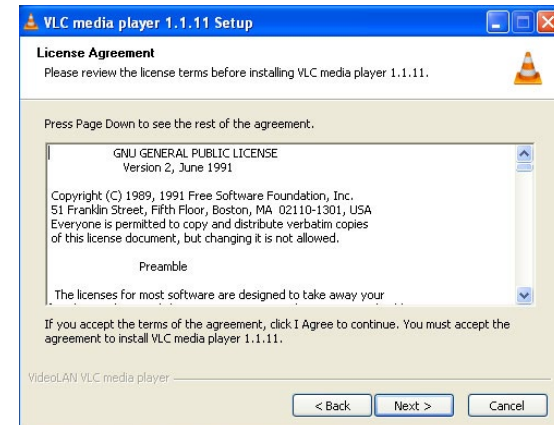 VLC media player 1.1.11 Setup
License Agreement
Please review the license terms before installing VLC media player 1.1.11.
Press Page Down to see the rest of the agreement.
GNU GENERAL PUBLIC LICENSE
Version 2, June 1991
Copyright (C) 1989, 1991 Free Software Foundation, Inc.
51 Franklin Street, Fifth Floor, Boston, MA 02110-1301, USA
Everyone is permitted to copy and distribute verbatim copies
of this license document, but changing it is not allowed.
Preamble
The licenses for most software are designed to take away your
If you accept the terms of the agreement, click I Agree to continue. You must accept the
agreement to install VLC media player 1.1.11.
VideoLAN VLC media player
< Back
Next >
Cancel